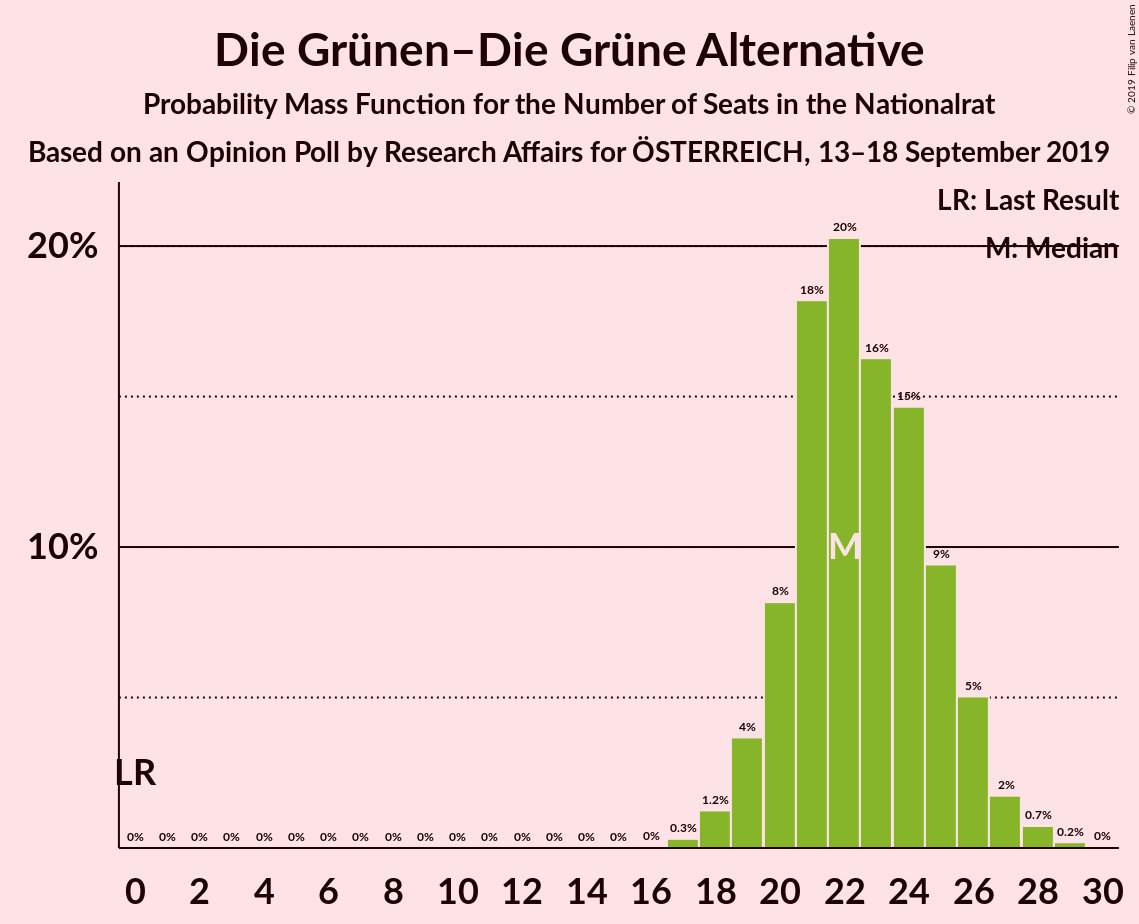 Die Grünen–Die Grüne Alternative
Probability Mass Function for the Number of Seats in the Nationalrat
Based on an Opinion Poll by Research Affairs for ÖSTERREICH, 13–18 September 2019
© 2019 Filip van Laenen
LR: Last Result
M: Median
20%
10%
20%
18%
16%
15%
M
9%
8%
5%
4%
LR
2%
1.2%
0.7%
0.3%
0.2%
0% 0% 0% 0% 0% 0% 0% 0% 0% 0% 0% 0% 0% 0% 0% 0% 0% 0%
0 2 4 6 8 10 12 14 16 18 20 22 24 26 28 30